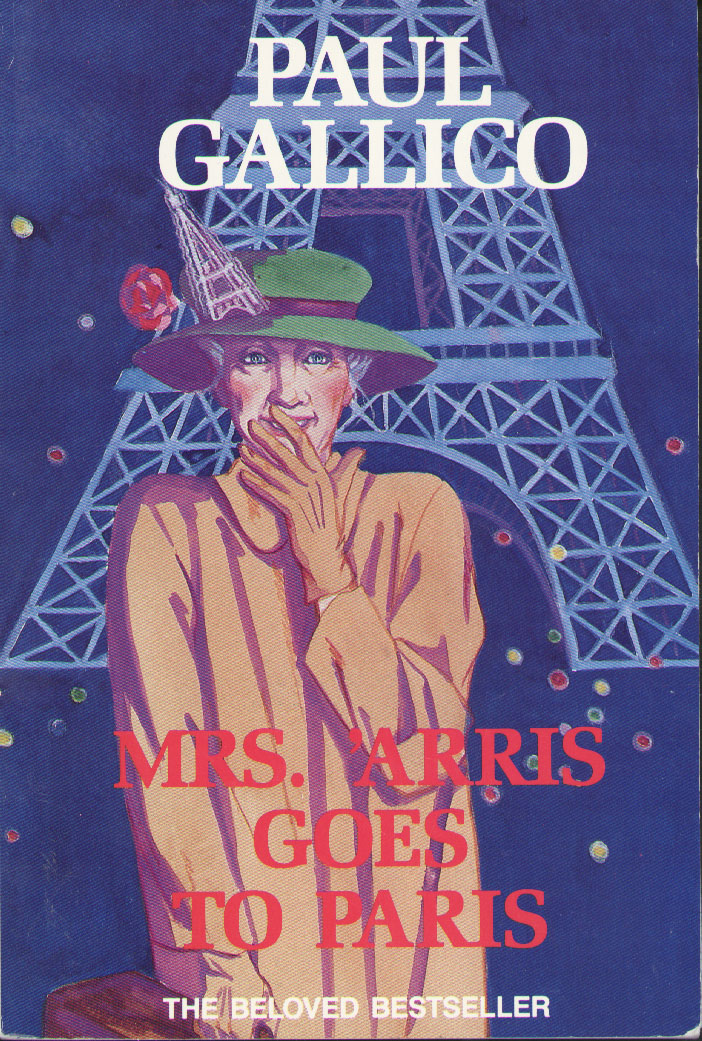 PAUL
GALLICO
MRS. 'ARRIS
GOES
TO PARIS
THE BELOVED BESTSELLER